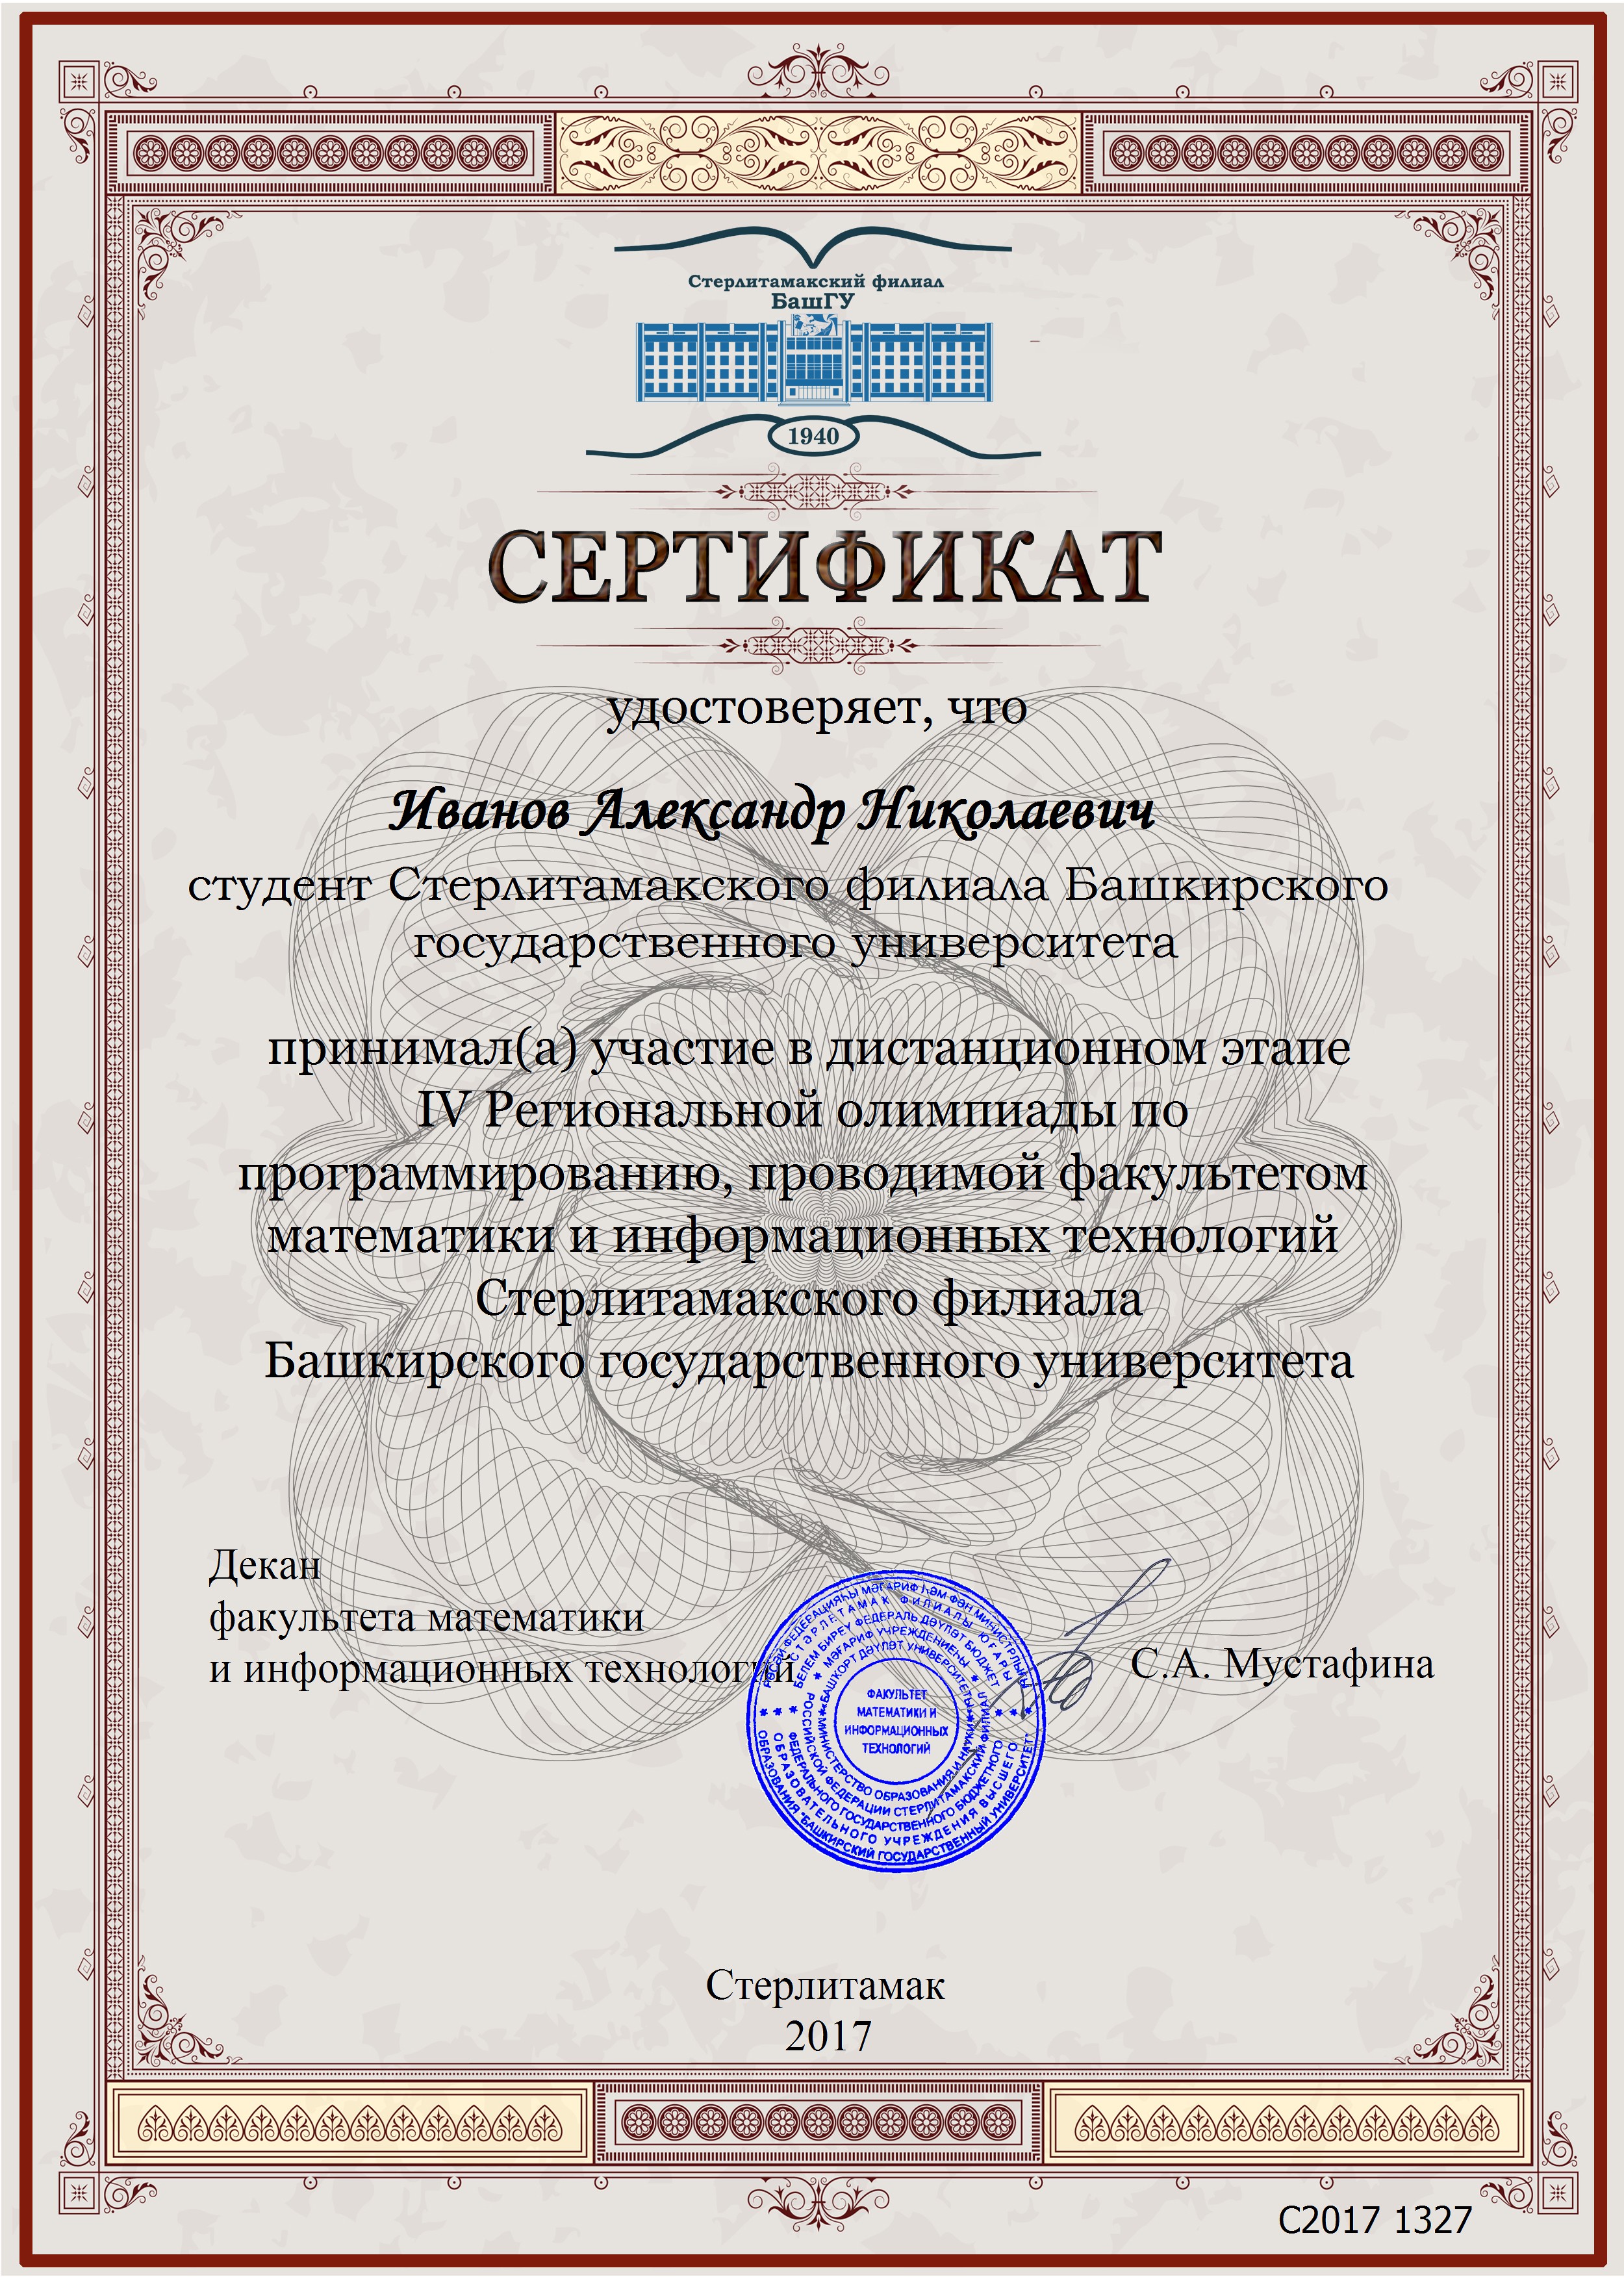 Стерлитамакский филиал
БашГУ
1940
СЕРТИФИКАТ
удостоверяет, что
Иванов Александр Николаевич
студент Стерлитамакского филиала Башкирского
государственного университета
принимал(а) участие в дистанционном этапе
IV Региональной олимпиады по
программированию, проводимой факультетом
математики и информационных технологий
Стерлитамакского филиала
Башкирского государственного университета
Декан
факультета математики
и информационных технологий
С.А. Мустафина
РӘСӘЙ ФЕДЕРАЦИЯҺЫ МӘҒАРИФ ҺӘМ ФӘН МИНИСТРЛЫҒЫ
СТӘРЛЕТАМАК ФИЛИАЛЫ ЮҒАРЫ
БЕЛЕМ БИРЕҮ ФЕДЕРАЛЬ ДӘҮЛӘТ БЮДЖЕТ
МӘҒАРИФ УЧРЕЖДЕНИЕҺЫ
БАШКОРТ ДӘҮЛӘТ УНИВЕРСИТЕТЫ
ФАКУЛЬТЕТ
МАТЕМАТИКИ И
ИНФОРМАЦИОННЫХ
ТЕХНОЛОГИЙ
МИНИСТЕРСТВО ОБРАЗОВАНИЯ И НАУКИ
РОССИЙСКОЙ ФЕДЕРАЦИИ СТЕРЛИТАМАКСКИЙ ФИЛИАЛ
ФЕДЕРАЛЬНОГО ГОСУДАРСТВЕННОГО БЮДЖЕТНОГО
ОБРАЗОВАТЕЛЬНОГО УЧРЕЖДЕНИЯ ВЫСШЕГО
ОБРАЗОВАНИЯ "БАШКИРСКИЙ ГОСУДАРСТВЕННЫЙ УНИВЕРСИТЕТ"
Стерлитамак
2017
С2017 1327